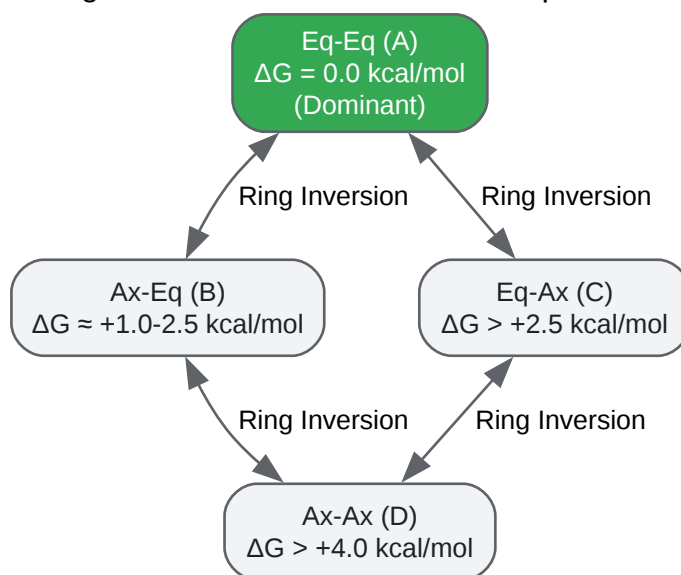 Eq-Eq (A)
ΔG = 0.0 kcal/mol
(Dominant)
Ring Inversion
Ring Inversion
Ax-Eq (B)
ΔG ≈ +1.0-2.5 kcal/mol
Eq-Ax (C)
ΔG > +2.5 kcal/mol
Ring Inversion
Ring Inversion
Ax-Ax (D)
ΔG > +4.0 kcal/mol